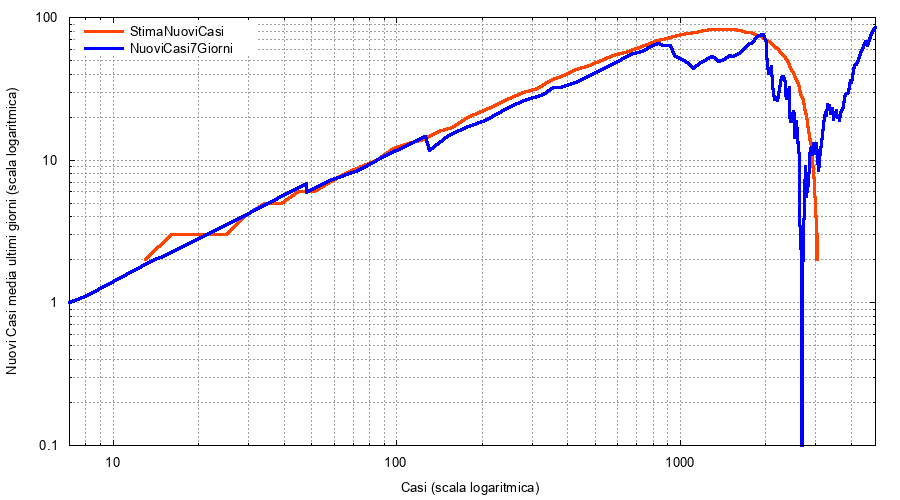 100
StimaNuoviCasi
NuoviCasi7Giorni
10
1
0.1
Nuovi Casi media ultimi giorni (scala logaritmica)
10
100
1000
Casi (scala logaritmica)